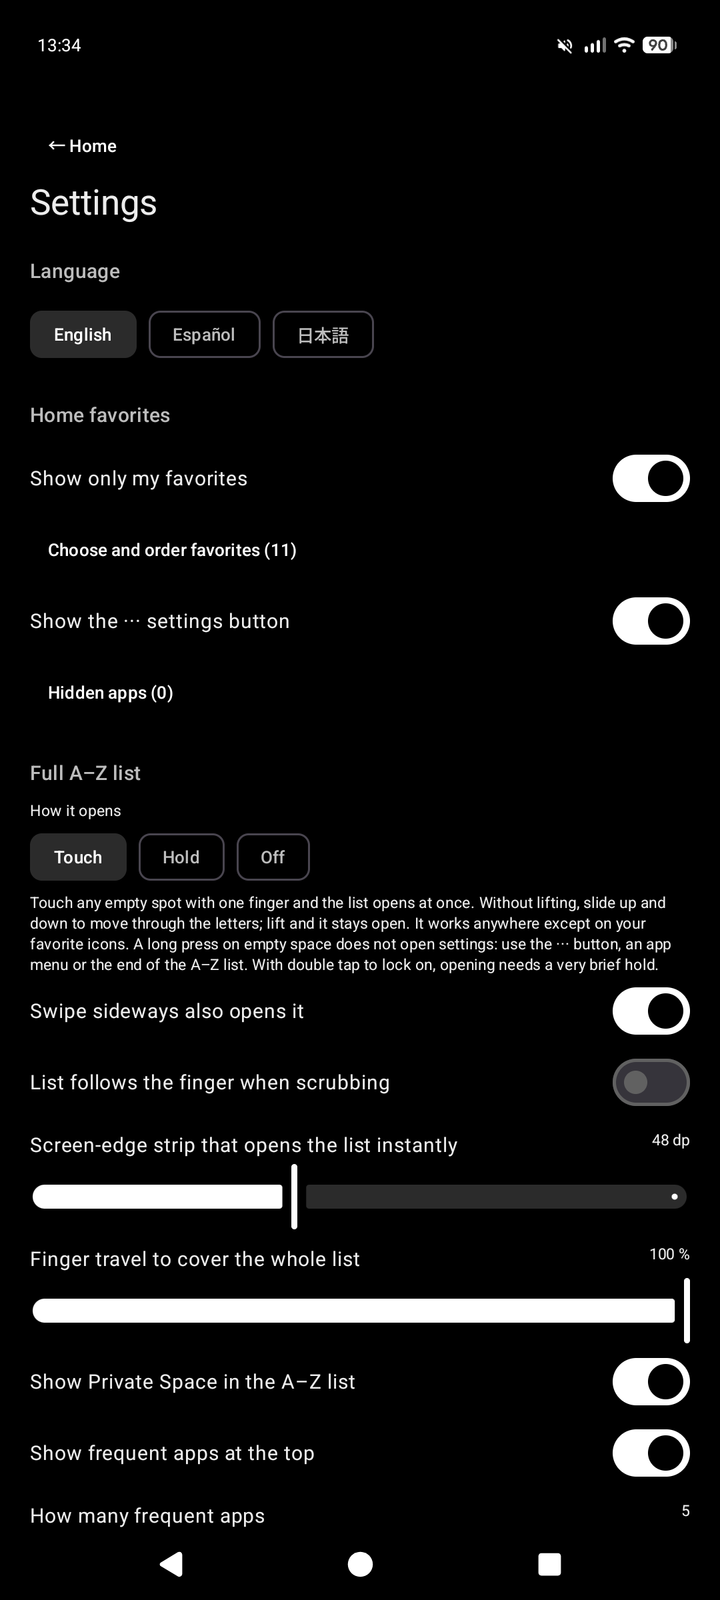 13:34
90
← Home
Settings
Language
English
Español
日本語
Home favorites
Show only my favorites
Choose and order favorites (11)
Show the ··· settings button
Hidden apps (0)
Full A–Z list
How it opens
Touch
Hold
Off
Touch any empty spot with one finger and the list opens at once. Without lifting, slide up and
down to move through the letters; lift and it stays open. It works anywhere except on your
favorite icons. A long press on empty space does not open settings: use the ··· button, an app
menu or the end of the A–Z list. With double tap to lock on, opening needs a very brief hold.
Swipe sideways also opens it
List follows the finger when scrubbing
Screen-edge strip that opens the list instantly
48 dp
Finger travel to cover the whole list
100 %
Show Private Space in the A–Z list
Show frequent apps at the top
How many frequent apps
5